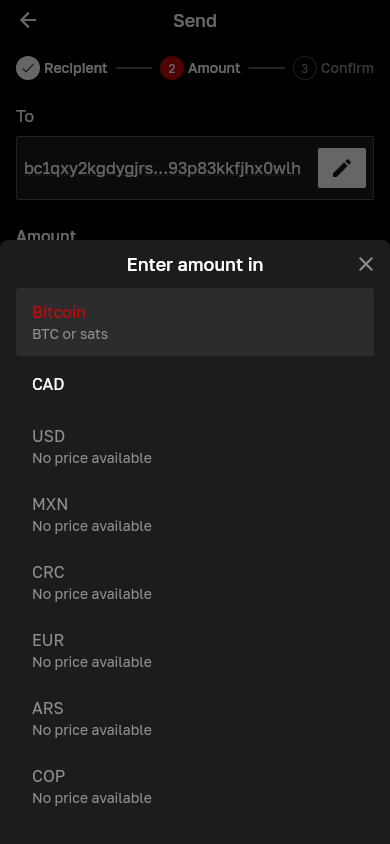 Send
Recipient 2 Amount 3 Confirm
To
bc1qxy2kgdygjrs...93p83kkfjhx0wlh
Amount
Enter amount in
Bitcoin
BTC or sats
CAD
USD
No price available
MXN
No price available
CRC
No price available
EUR
No price available
ARS
No price available
COP
No price available